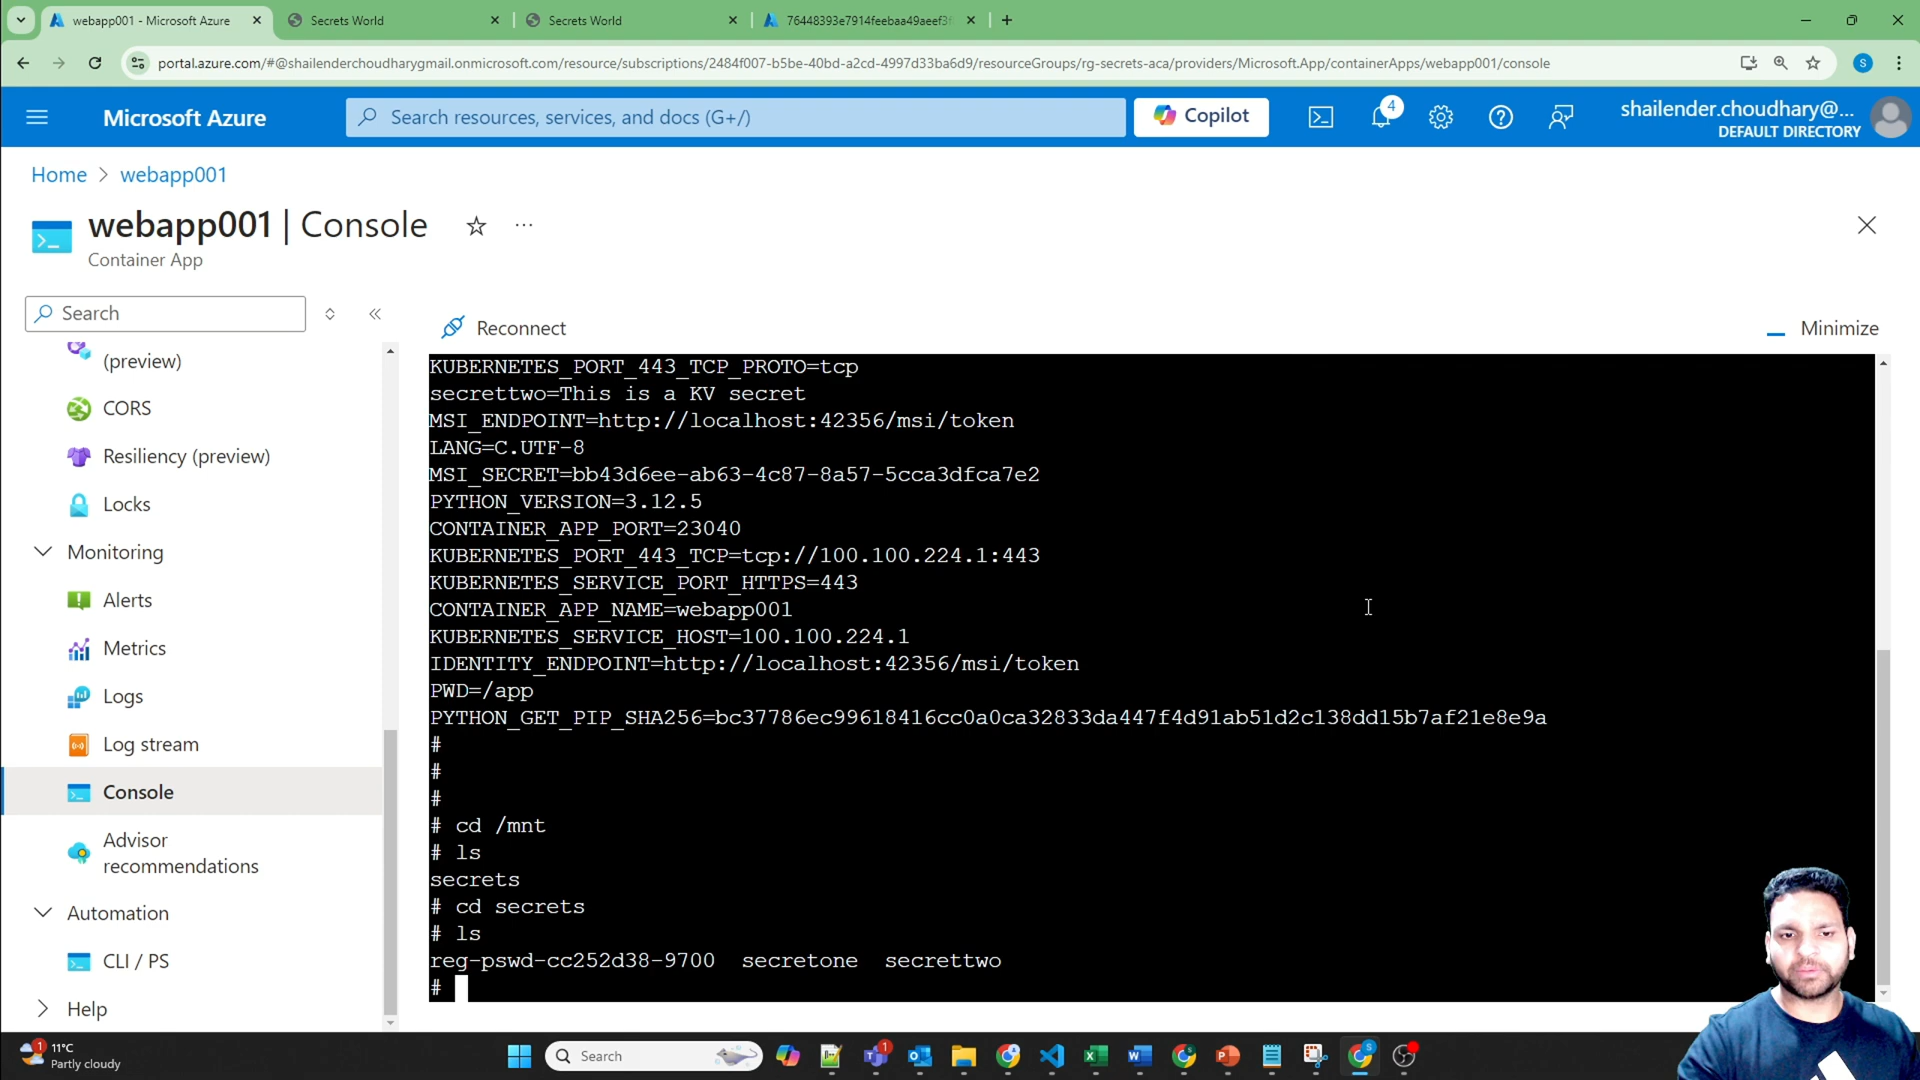 webapp001 - Microsoft Azure
Secrets World
Secrets World
76448393e7914feebaa49aeef3
portal.azure.com/#@shailenderchoudharygmail.onmicrosoft.com/resource/subscriptions/2484f007-b5be-40bd-a2cd-4997d33ba6d9/resourceGroups/rg-secrets-aca/providers/Microsoft.App/containerApps/webapp001/console
S
Microsoft Azure
Search resources, services, and docs (G+/)
Copilot
4
shailender.choudhary@...
DEFAULT DIRECTORY
Home > webapp001
webapp001 | Console
Container App
Search
Reconnect
Minimize
(preview)
CORS
Resiliency (preview)
Locks
Monitoring
Alerts
Metrics
Logs
Log stream
Console
Advisor
recommendations
Automation
CLI / PS
Help
KUBERNETES_PORT_443_TCP_PROTO=tcp
secrettwo=This is a KV secret
MSI_ENDPOINT=http://localhost:42356/msi/token
LANG=C.UTF-8
MSI_SECRET=bb43d6ee-ab63-4c87-8a57-5cca3dfca7e2
PYTHON_VERSION=3.12.5
CONTAINER_APP_PORT=23040
KUBERNETES_PORT_443_TCP=tcp://100.100.224.1:443
KUBERNETES_SERVICE_PORT_HTTPS=443
CONTAINER_APP_NAME=webapp001
KUBERNETES_SERVICE_HOST=100.100.224.1
IDENTITY_ENDPOINT=http://localhost:42356/msi/token
PWD=/app
PYTHON_GET_PIP_SHA256=bc37786ec99618416cc0a0ca32833da447f4d91ab51d2c138dd15b7af21e8e9a
#
#
#
# cd /mnt
# ls
secrets
# cd secrets
# ls
reg-pswd-cc252d38-9700 secretone secrettwo
#
1
11°C
Partly cloudy
Search
1
S